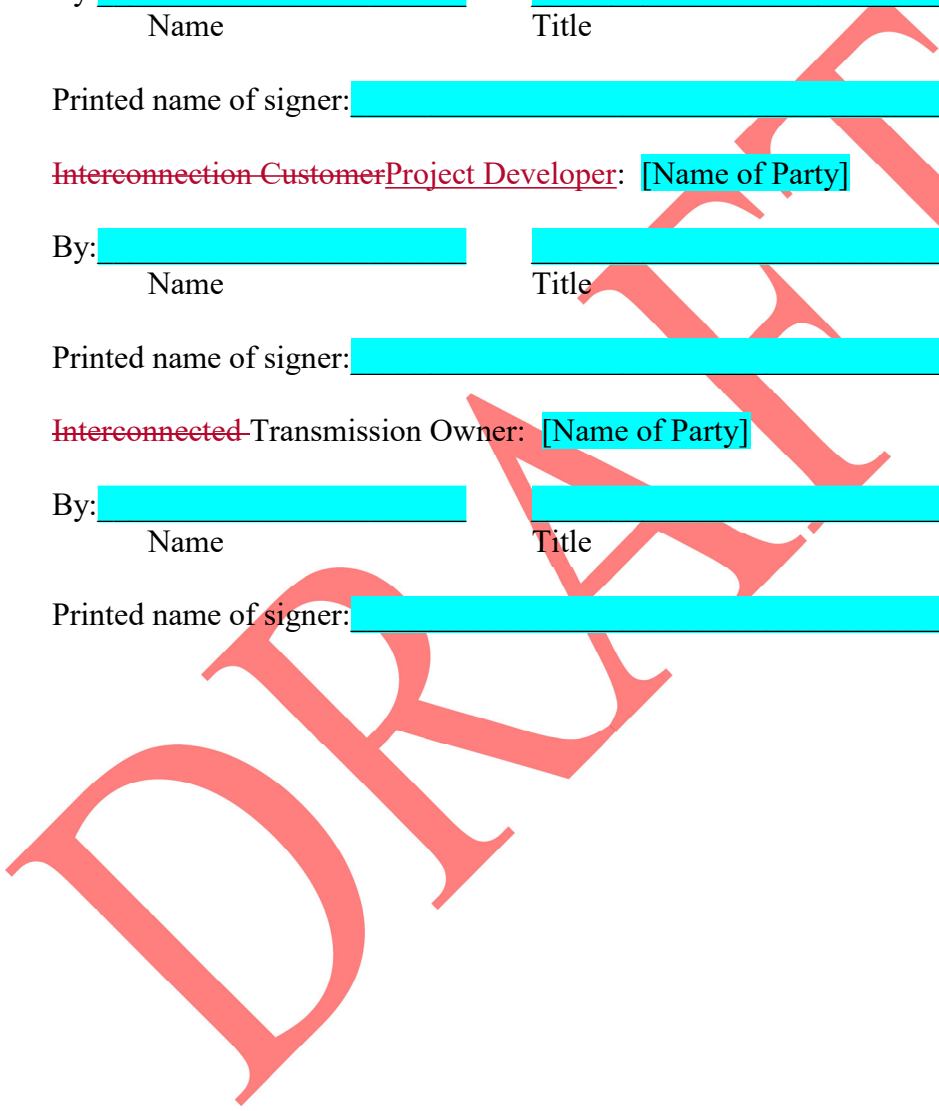 Name Title
Printed name of signer:
Interconnection CustomerProject Developer: [Name of Party]
By:
Name Title
Printed name of signer:
Interconnected Transmission Owner: [Name of Party]
By:
Name Title
Printed name of signer:
DRAFT